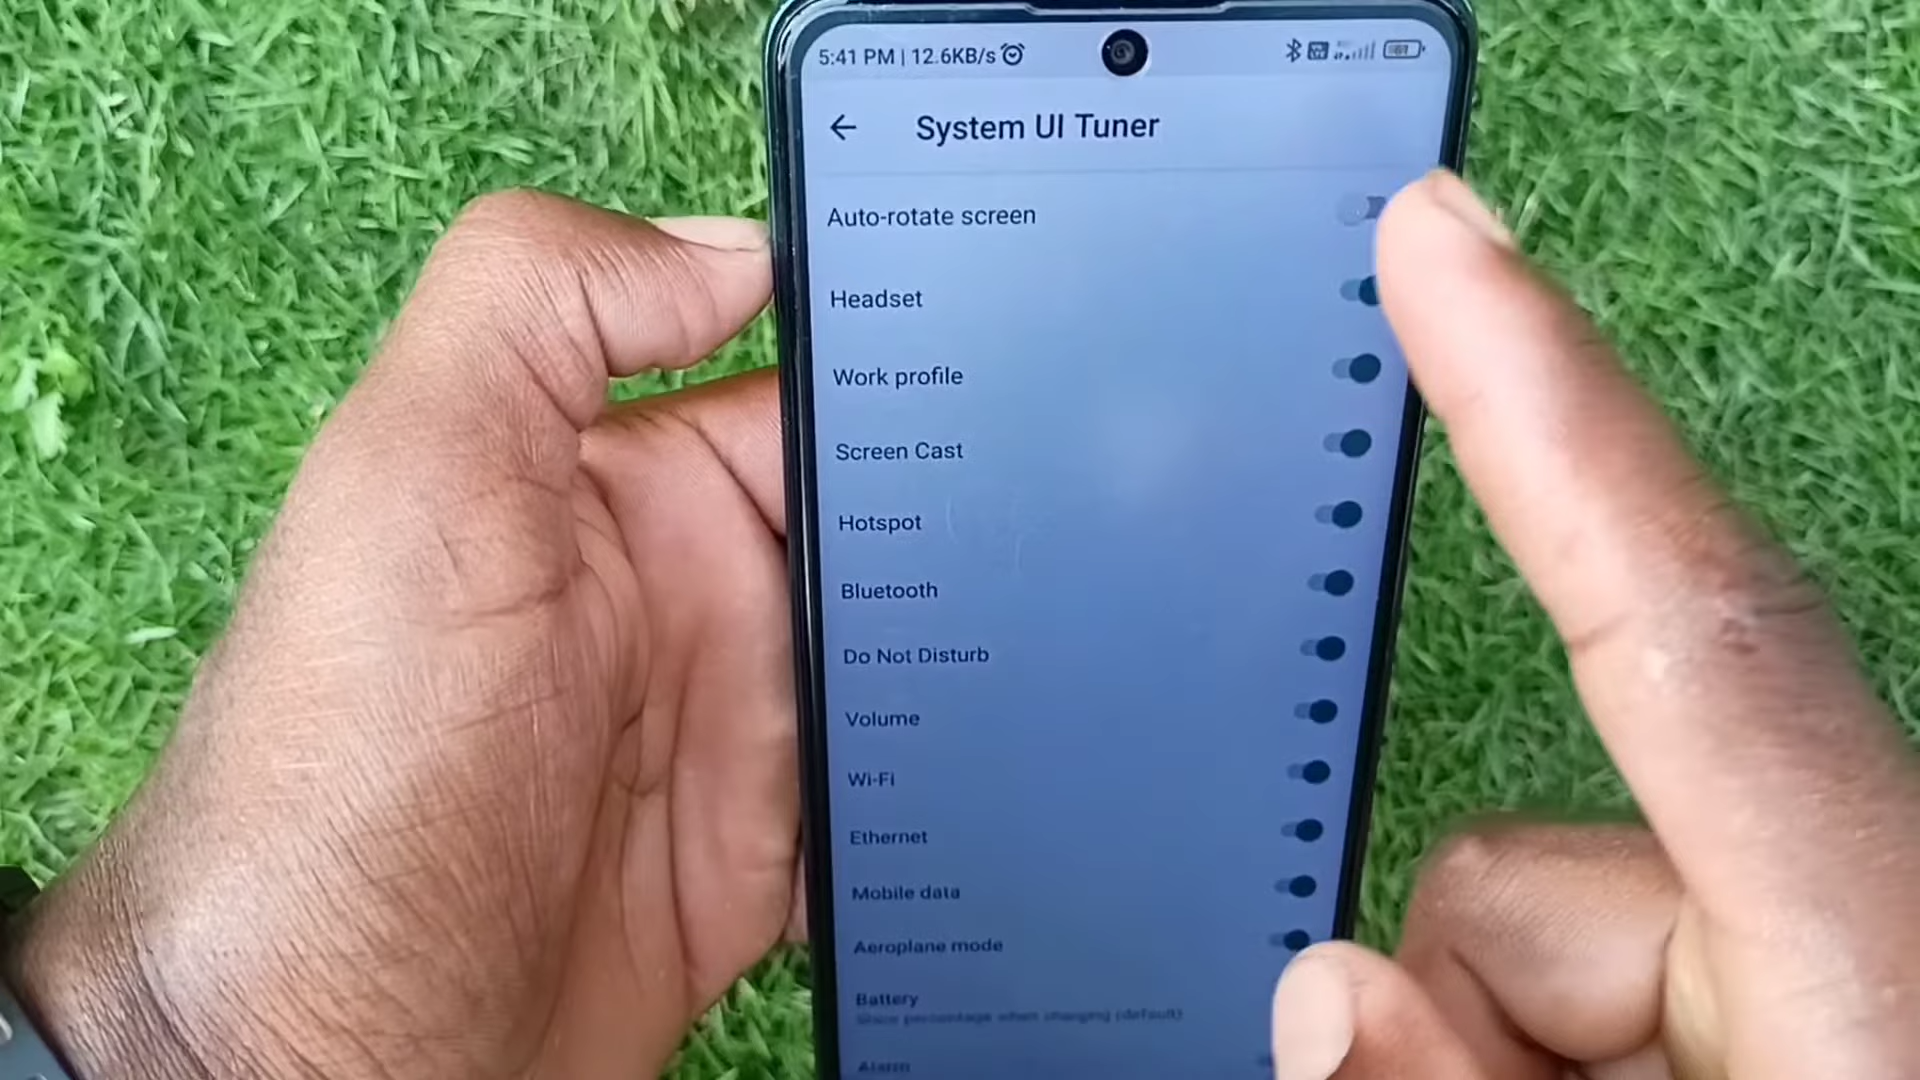 5:41 PM | 12.6KB/s
System UI Tuner
Auto-rotate screen
Headset
Work profile
Screen Cast
Hotspot
Bluetooth
Do Not Disturb
Volume
Wi-Fi
Ethernet
Mobile data
Aeroplane mode
Battery
Show percentage when charging (default)
Alarm